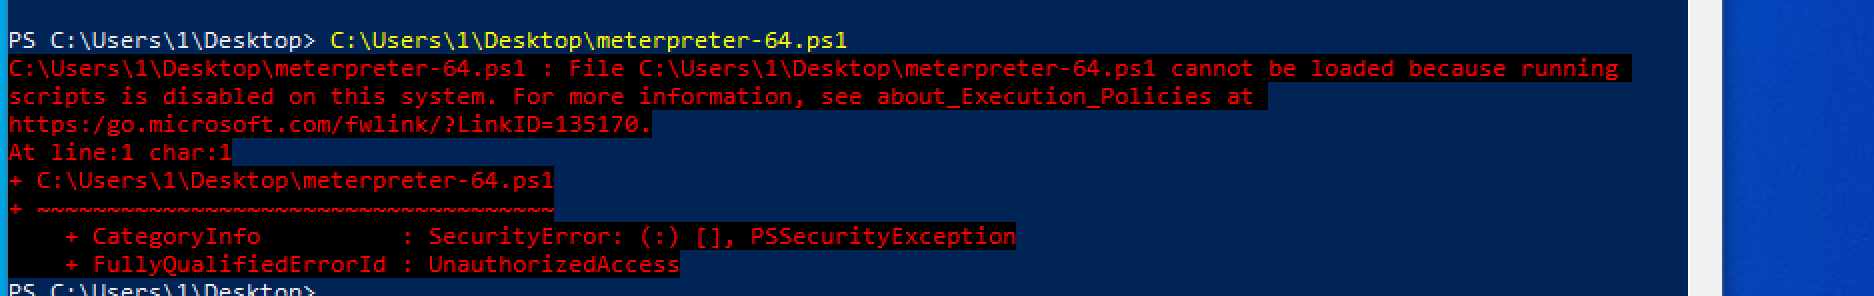 PS C:\Users\1\Desktop> C:\Users\1\Desktop\meterpreter-64.ps1
C:\Users\1\Desktop\meterpreter-64.ps1 : File C:\Users\1\Desktop\meterpreter-64.ps1 cannot be loaded because running
scripts is disabled on this system. For more information, see about_Execution_Policies at
https:/go.microsoft.com/fwlink/?LinkID=135170.
At line:1 char:1
+ C:\Users\1\Desktop\meterpreter-64.ps1
+ ~~~~~~~~~~~~~~~~~~~~~~~~~~~~~~~~~~~~~
    + CategoryInfo          : SecurityError: (:) [], PSSecurityException
    + FullyQualifiedErrorId : UnauthorizedAccess
PS C:\Users\1\Desktop>